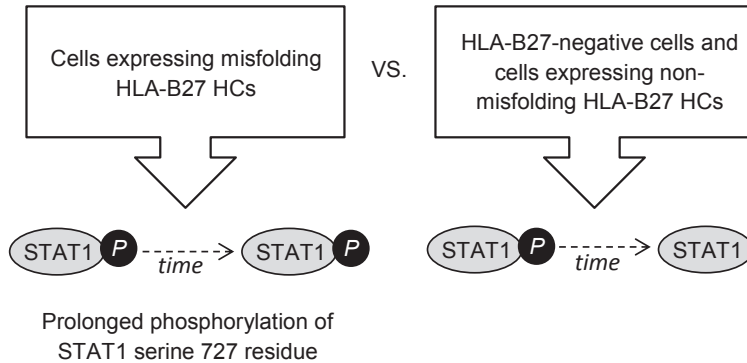 Cells expressing misfolding
HLA-B27 HCs
VS.
HLA-B27-negative cells and
cells expressing non-
misfolding HLA-B27 HCs
STAT1 P time STAT1 P
STAT1 P time STAT1
Prolonged phosphorylation of
STAT1 serine 727 residue